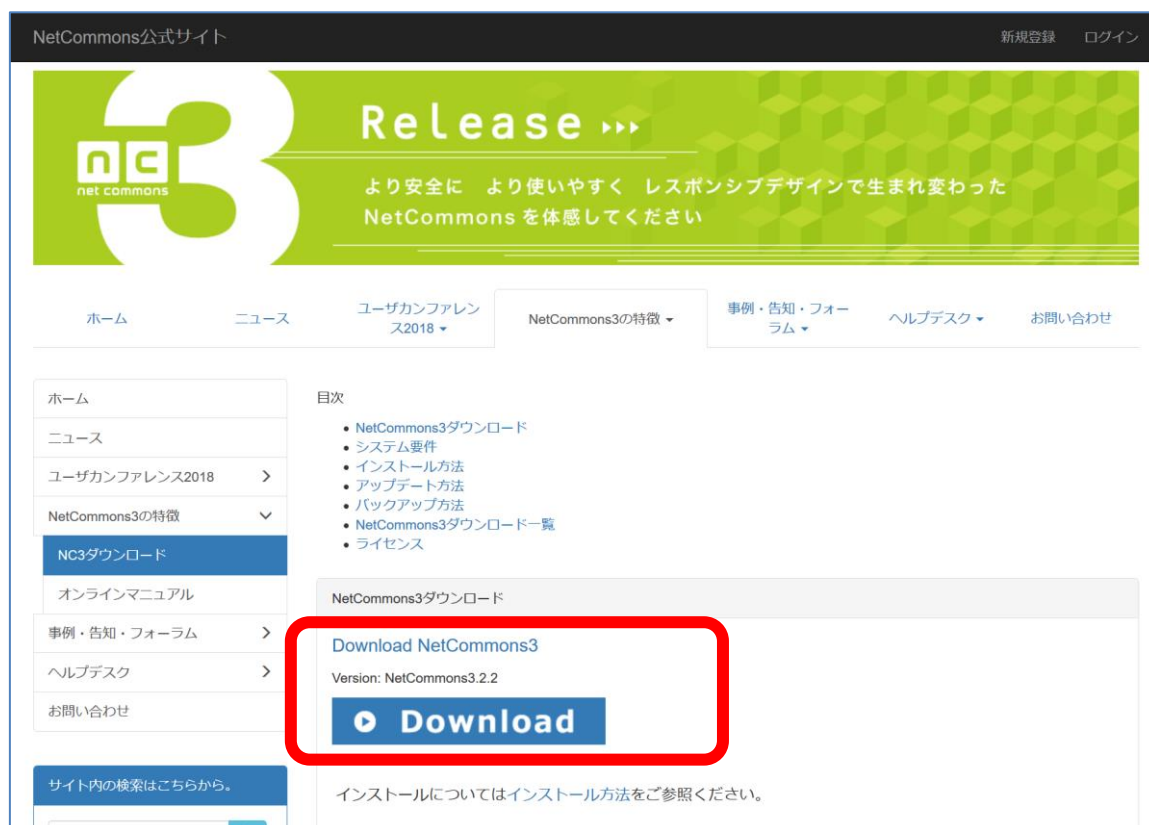 NetCommons公式サイト
新規登録 ログイン
nc
net commons
3
Release
より安全に より使いやすく レスポンシブデザインで生まれ変わった
NetCommons を体感してください
ホーム
ニュース
ユーザカンファレン
ス2018
NetCommons3の特徴
事例・告知・フォー
ラム
ヘルプデスク
お問い合わせ
ホーム
ニュース
ユーザカンファレンス2018
NetCommons3の特徴
NC3ダウンロード
オンラインマニュアル
事例・告知・フォーラム
ヘルプデスク
お問い合わせ
サイト内の検索はこちらから。
目次
NetCommons3ダウンロード
システム要件
インストール方法
アップデート方法
バックアップ方法
NetCommons3ダウンロード一覧
ライセンス
NetCommons3ダウンロード
Download NetCommons3
Version: NetCommons3.2.2
Download
インストールについてはインストール方法をご参照ください。